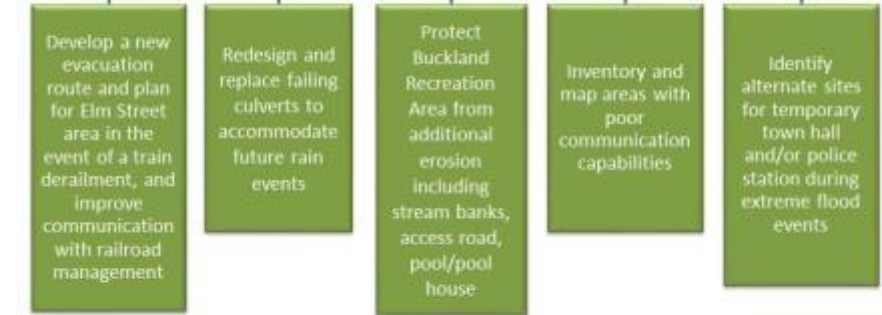 Develop a new
evacuation
route and plan
for Elm Street
area in the
event of a train
derailment, and
improve
communication
with railroad
management
Redesign and
replace failing
culverts to
accommodate
future rain
events
Protect
Buckland
Recreation
Area from
additional
erosion
including
stream banks,
access road,
pool/pool
house
Inventory and
map areas with
poor
communication
capabilities
Identify
alternate sites
for temporary
town hall
and/or police
station during
extreme flood
events